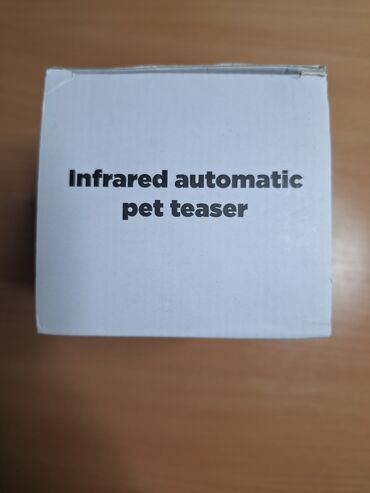 Infrared automatic
pet teaser